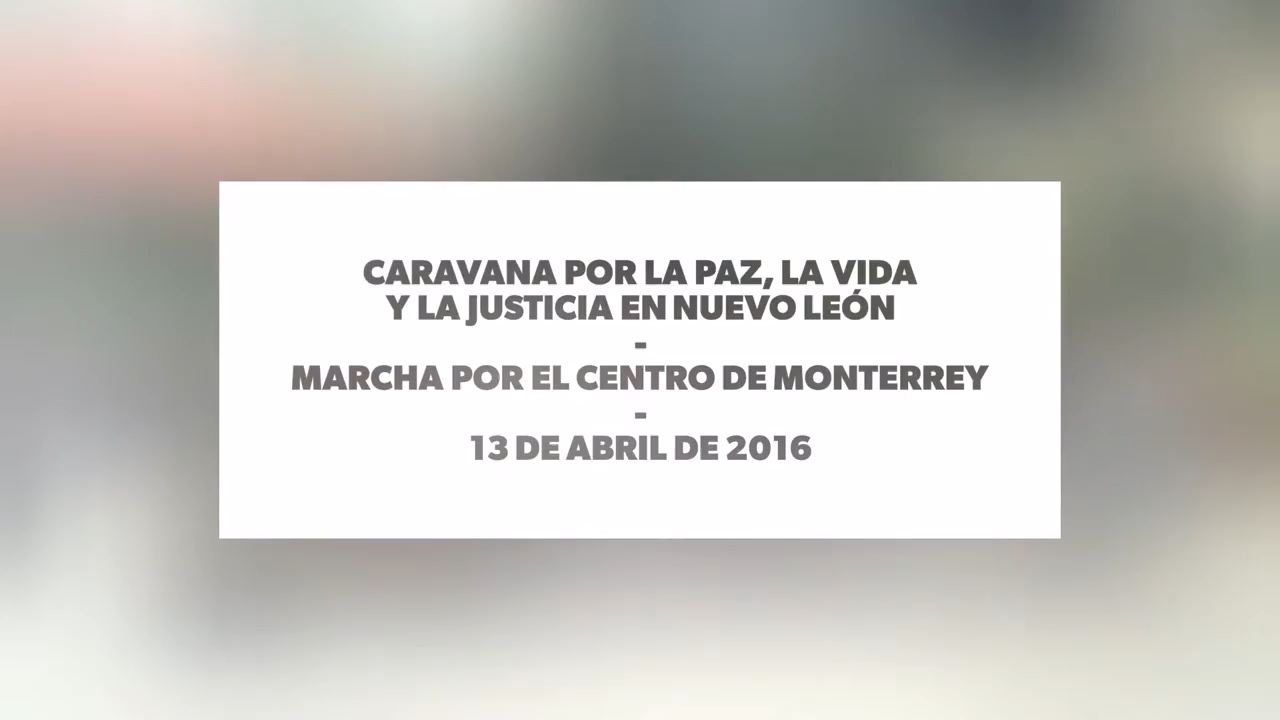 CARAVANA POR LA PAZ, LA VIDA
Y LA JUSTICIA EN NUEVO LEÓN
-
MARCHA POR EL CENTRO DE MONTERREY
-
13 DE ABRIL DE 2016